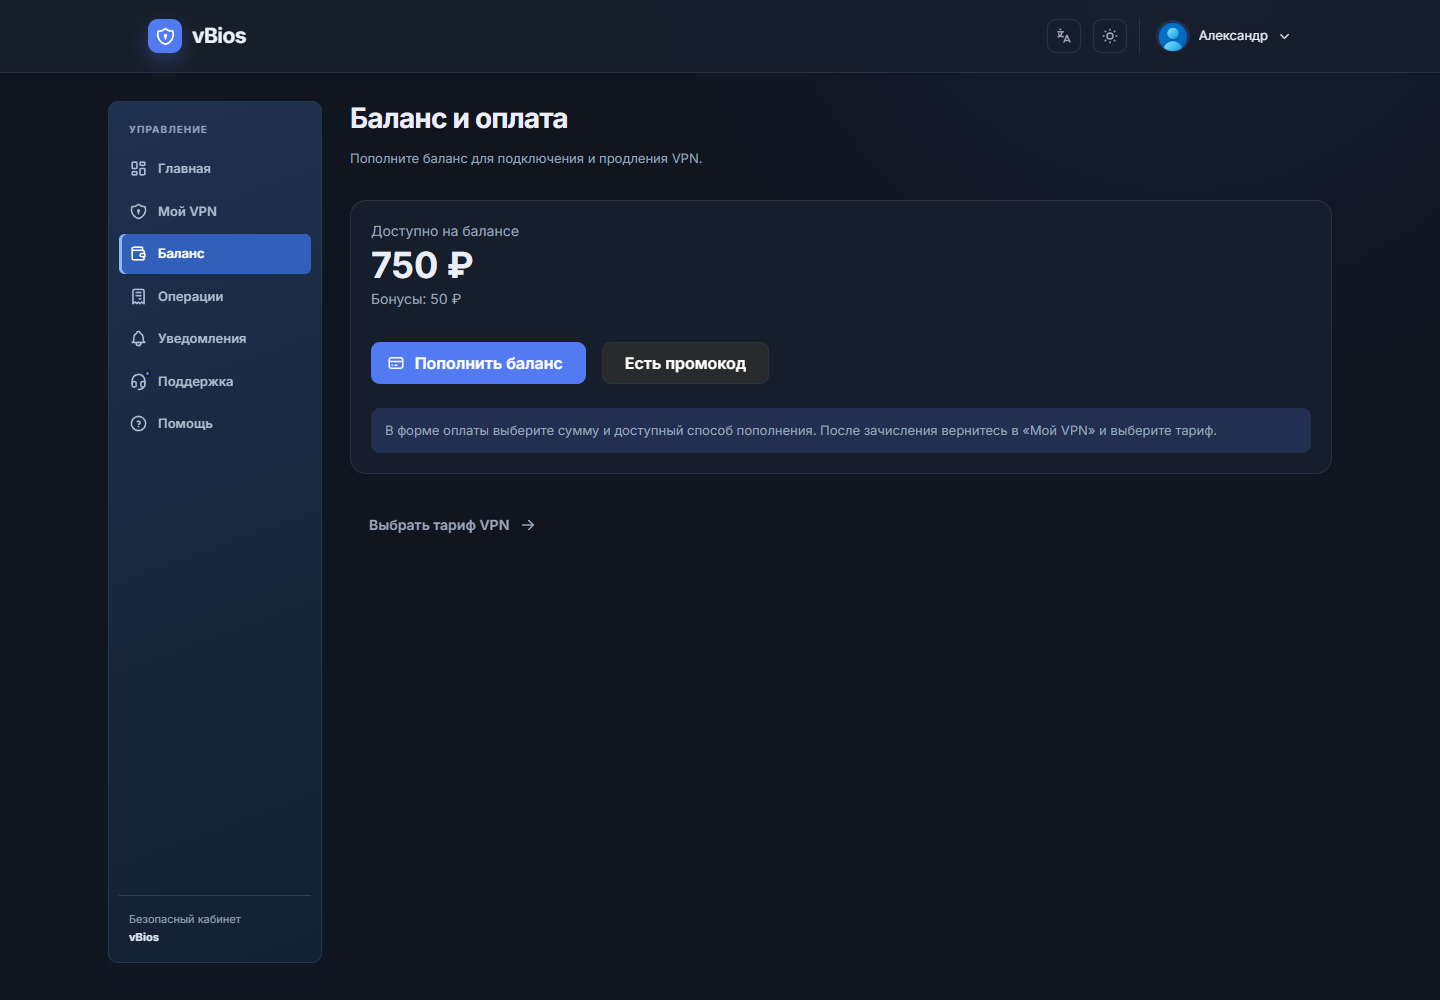 vBios
Александр
УПРАВЛЕНИЕ
Главная
Мой VPN
Баланс
Операции
Уведомления
Поддержка
Помощь
Безопасный кабинет
vBios
Баланс и оплата
Пополните баланс для подключения и продления VPN.
Доступно на балансе
750 ₽
Бонусы: 50 ₽
Пополнить баланс
Есть промокод
В форме оплаты выберите сумму и доступный способ пополнения. После зачисления вернитесь в «Мой VPN» и выберите тариф.
Выбрать тариф VPN